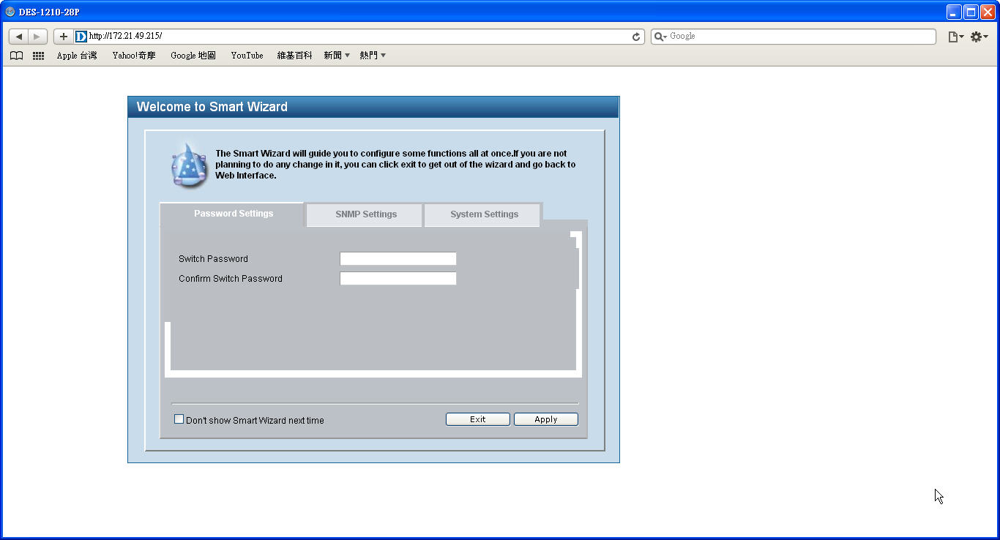 DES-1210-28P
http://172.21.49.215/
Google
Apple 台灣 Yahoo!奇摩 Google 地圖 YouTube 維基百科 新聞 熱門
Welcome to Smart Wizard
The Smart Wizard will guide you to configure some functions all at once.If you are not
planning to do any change in it, you can click exit to get out of the wizard and go back to
Web Interface.
Password Settings SNMP Settings System Settings
Switch Password
Confirm Switch Password
Don't show Smart Wizard next time Exit Apply